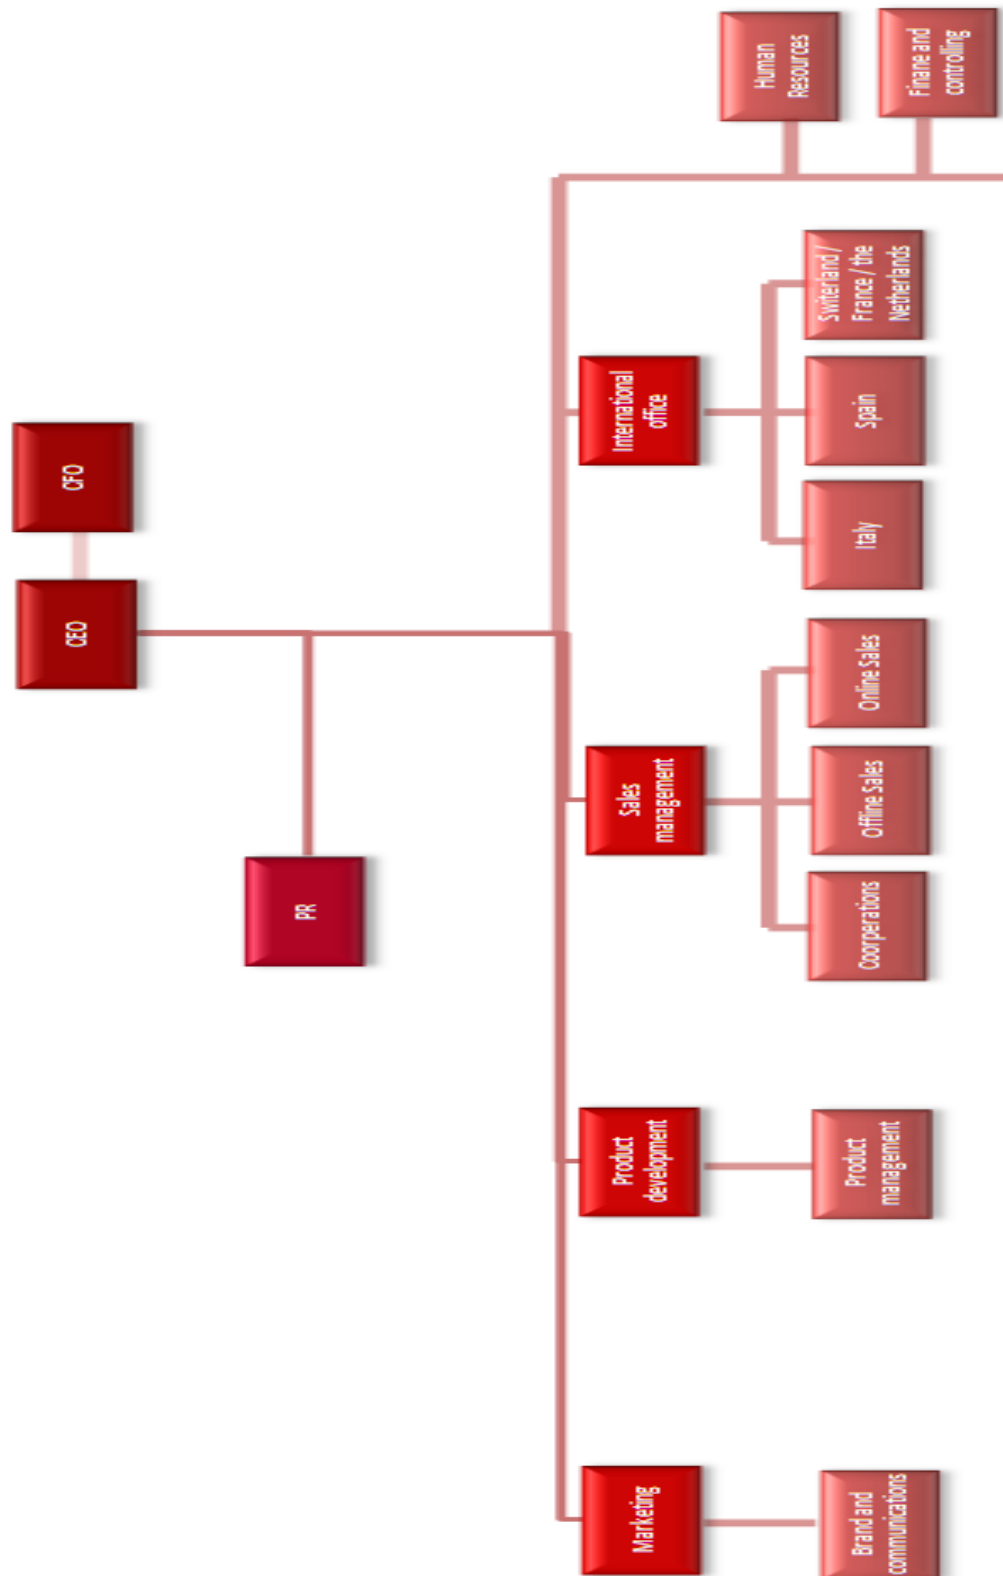 CEO
CFO
PR
Marketing
Product
development
Sales
management
International
office
Brand and
communications
Product
management
Coorperations
Offline Sales
Online Sales
Italy
Spain
Switerland /
France / the
Netherlands
Human
Resources
Finane and
controlling